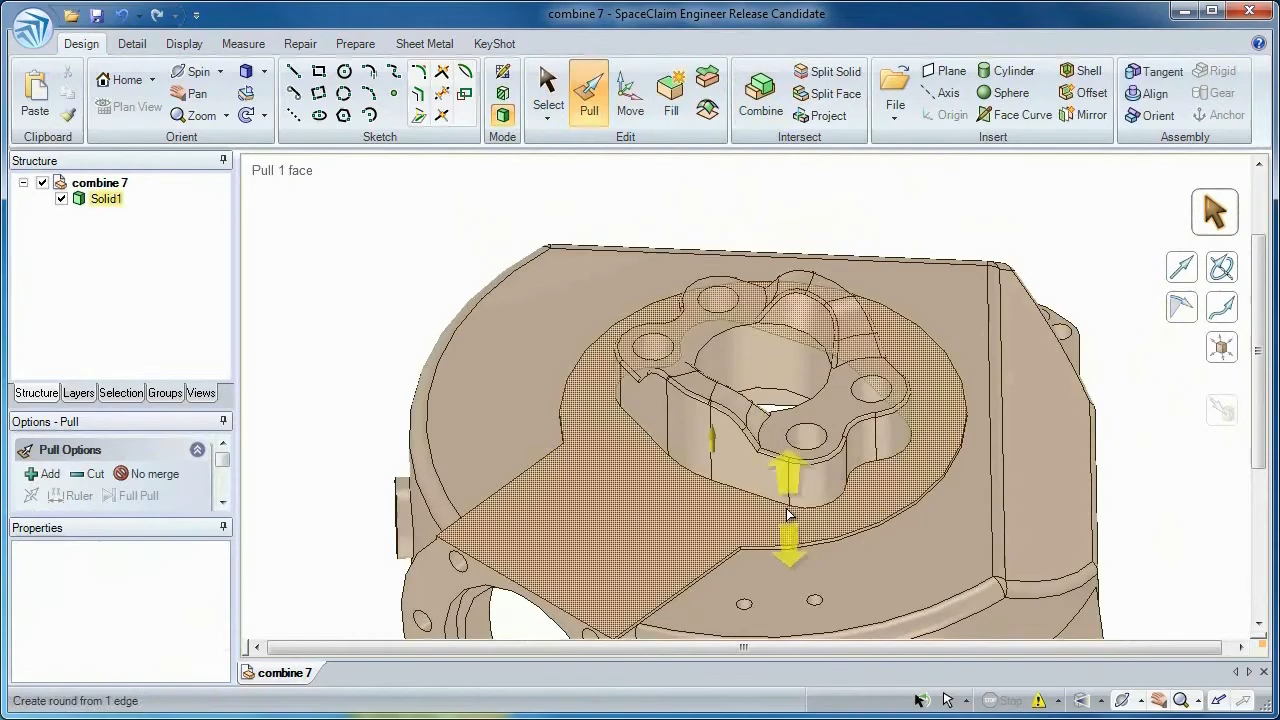 combine 7 - SpaceClaim Engineer Release Candidate
Design Detail Display Measure Repair Prepare Sheet Metal KeyShot
Home Spin Split Solid Plane Cylinder Shell Tangent Rigid
Plan View Pan Split Face Axis Sphere Offset Align Gear
Paste Zoom Select Pull Move Fill Combine Project File Origin Face Curve Mirror Orient Anchor
Clipboard Orient Sketch Mode Edit Intersect Insert Assembly
Structure
combine 7
Solid1
Pull 1 face
Structure Layers Selection Groups Views
Options - Pull
Pull Options
Add Cut No merge
Ruler Full Pull
Properties
combine 7
Create round from 1 edge
Stop